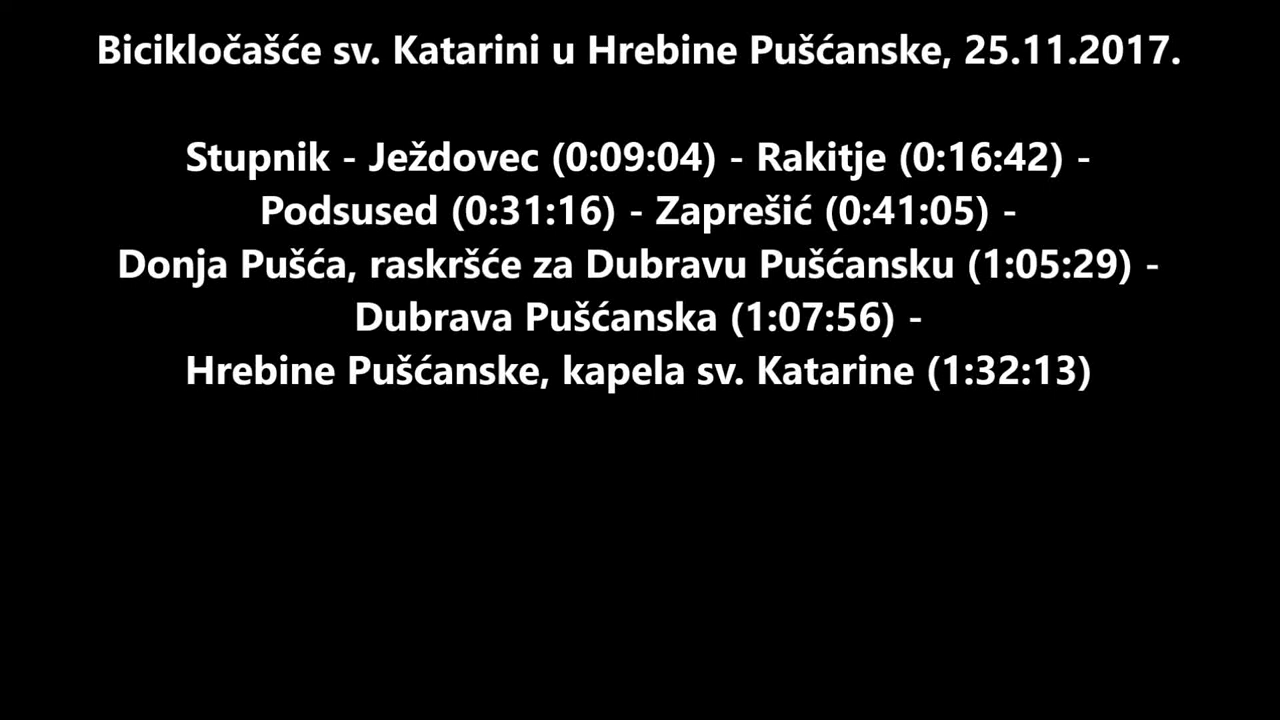 Bicikločašće sv. Katarini u Hrebine Pušćanske, 25.11.2017.
Stupnik - Ježdovec (0:09:04) - Rakitje (0:16:42) -
Podsused (0:31:16) - Zaprešić (0:41:05) -
Donja Pušća, raskršće za Dubravu Pušćansku (1:05:29) -
Dubrava Pušćanska (1:07:56) -
Hrebine Pušćanske, kapela sv. Katarine (1:32:13)